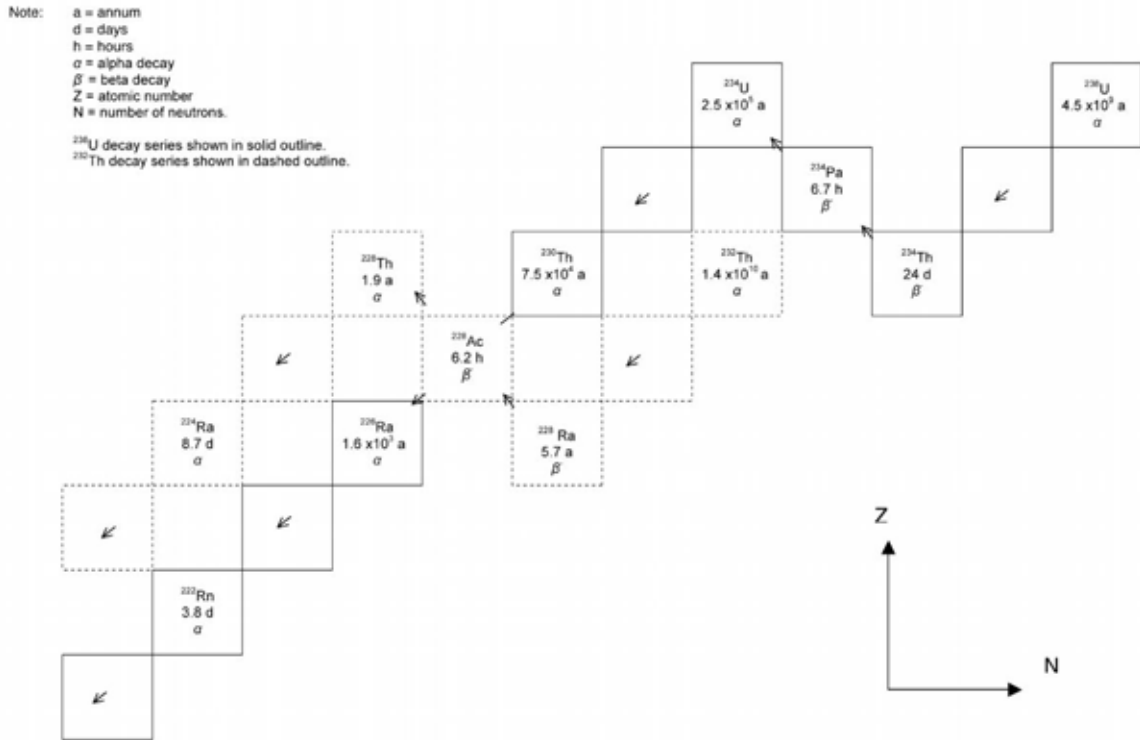 Note:
a = annum
d = days
h = hours
α = alpha decay
β⁻ = beta decay
Z = atomic number
N = number of neutrons.
²³⁸U decay series shown in solid outline.
²³²Th decay series shown in dashed outline.
²³⁴U
2.5 x10⁵ a
α
²³⁸U
4.5 x10⁹ a
α
²³⁴Pa
6.7 h
β⁻
²²⁸Th
1.9 a
α
²³⁰Th
7.5 x10⁴ a
α
²³²Th
1.4 x10¹⁰ a
α
²³⁴Th
24 d
β⁻
²²⁸Ac
6.2 h
β⁻
²²⁴Ra
8.7 d
α
²²⁶Ra
1.6 x10³ a
α
²²⁸ Ra
5.7 a
β⁻
²²²Rn
3.8 d
α
Z
N